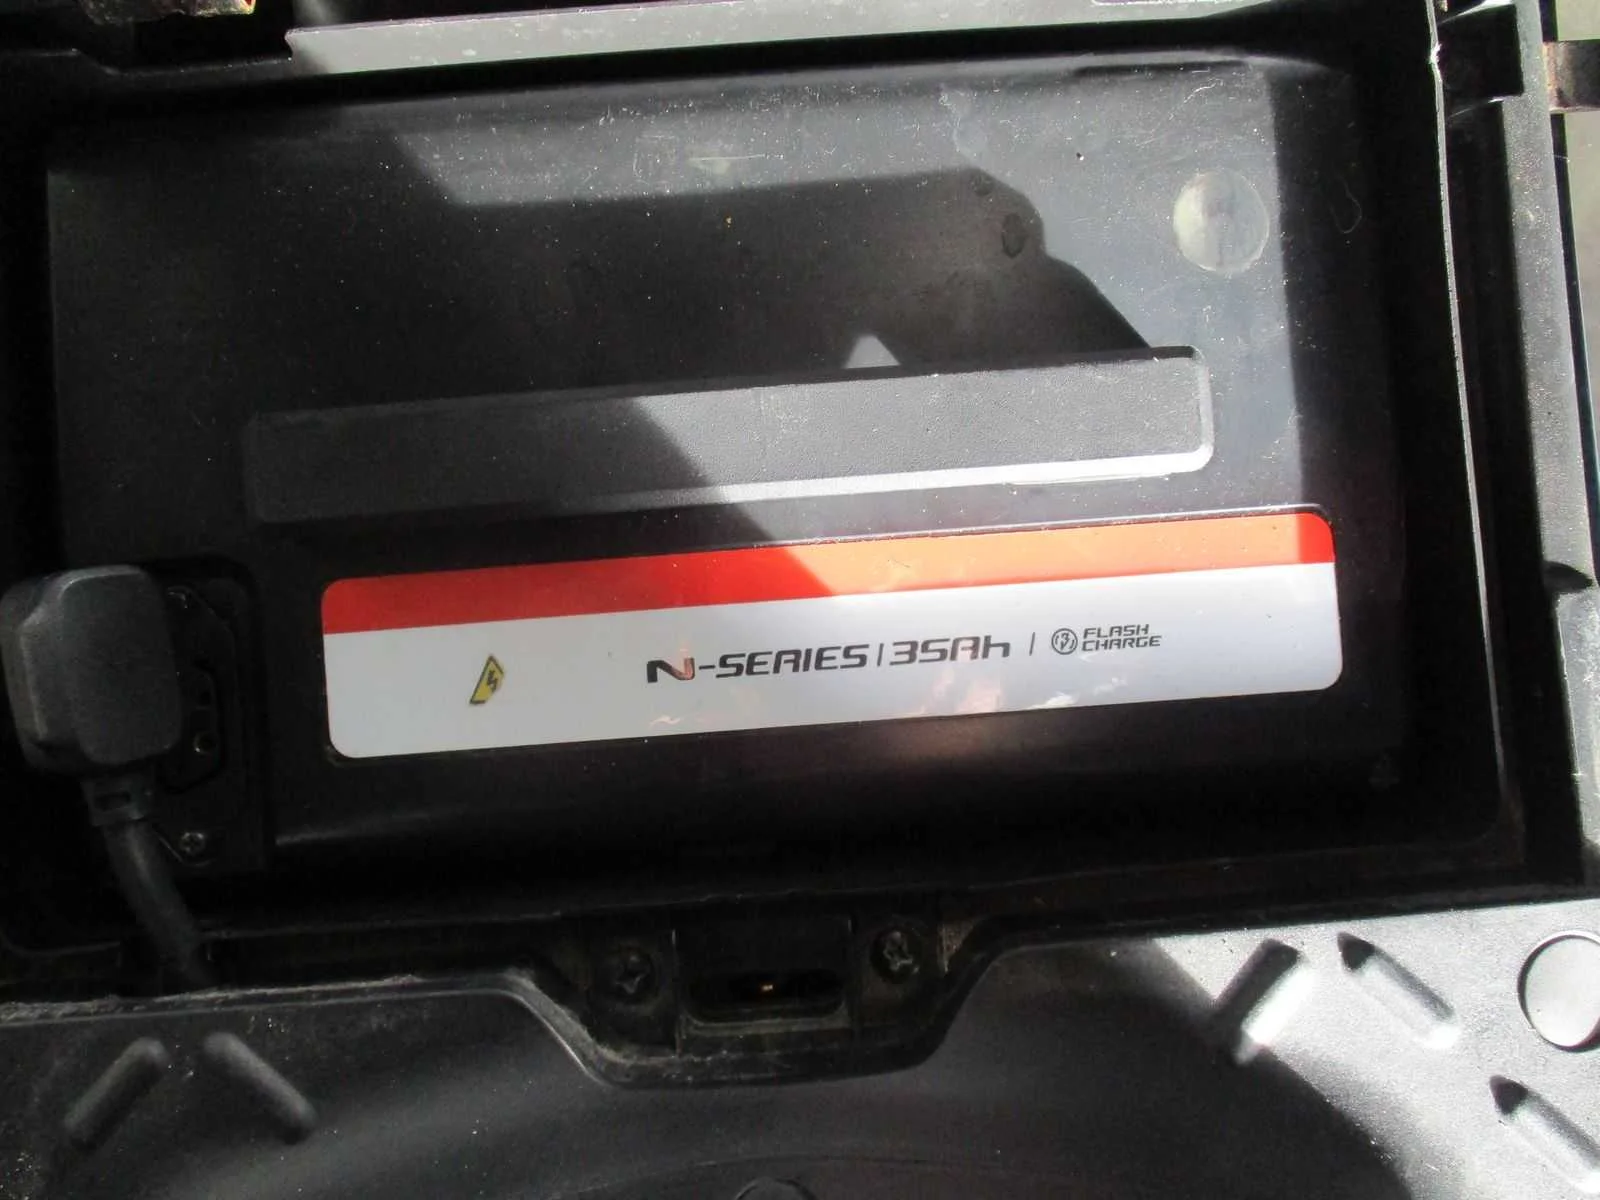 N-SERIES | 35Ah | FLASH
CHARGE